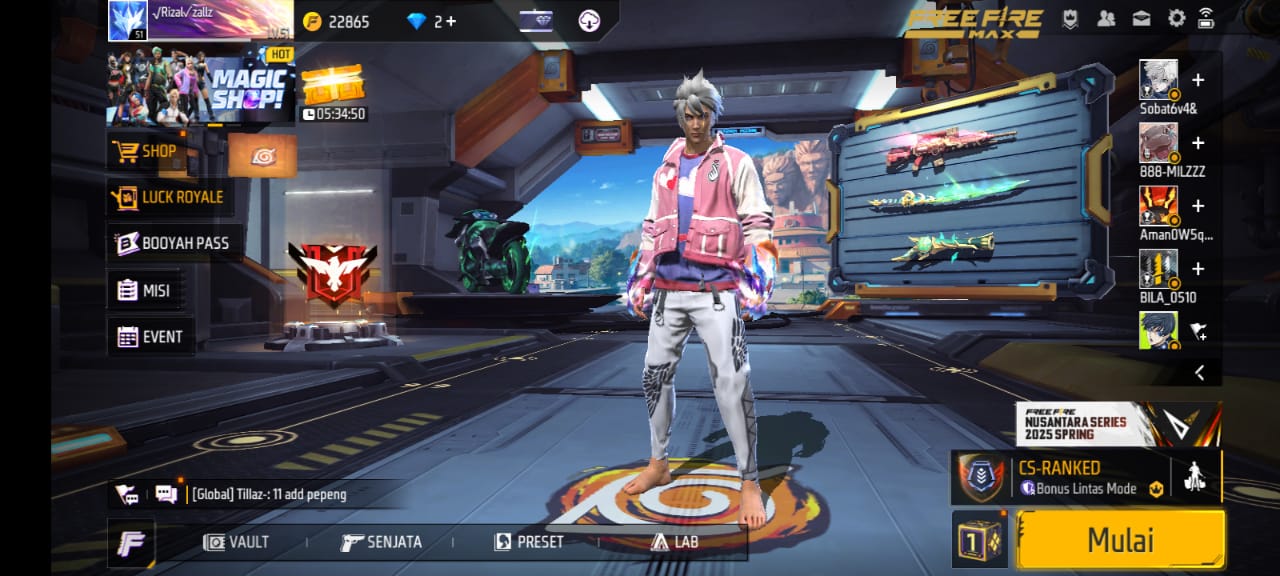 √Rizal√zallz
51
LV.51
22865
2 +
FREE FIRE
MAX
HOT
MAGIC
SHOP!
05:34:50
SHOP
LUCK ROYALE
BOOYAH PASS
MISI
EVENT
Sobat6v4&
888-MILZZZ
Aman0W5q...
BILA_0510
FREE FIRE
NUSANTARA SERIES
2025 SPRING
CS-RANKED
Bonus Lintas Mode
[Global] Tillaz-: 11 add pepeng
VAULT
SENJATA
PRESET
LAB
1
Mulai